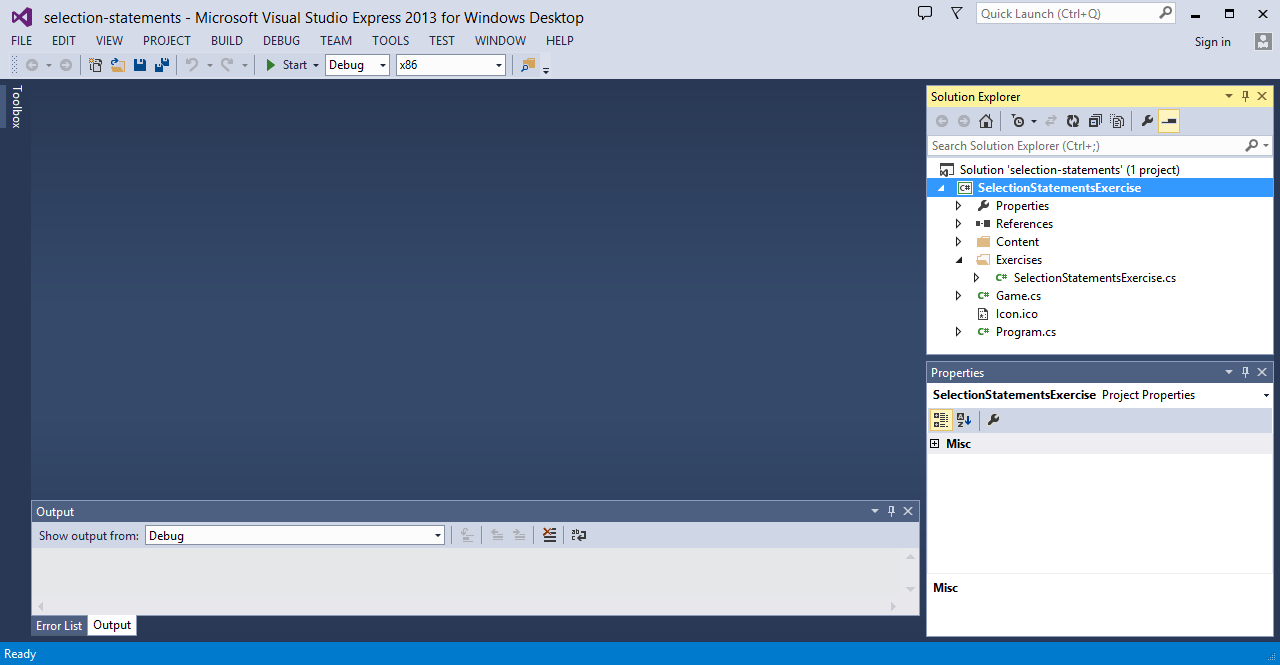 selection-statements - Microsoft Visual Studio Express 2013 for Windows Desktop
Quick Launch (Ctrl+Q)
FILE EDIT VIEW PROJECT BUILD DEBUG TEAM TOOLS TEST WINDOW HELP
Sign in
Start
Debug
x86
Toolbox
Solution Explorer
Search Solution Explorer (Ctrl+;)
Solution 'selection-statements' (1 project)
C# SelectionStatementsExercise
Properties
References
Content
Exercises
C# SelectionStatementsExercise.cs
C# Game.cs
Icon.ico
C# Program.cs
Properties
SelectionStatementsExercise Project Properties
Misc
Misc
Output
Show output from: Debug
Error List
Output
Ready